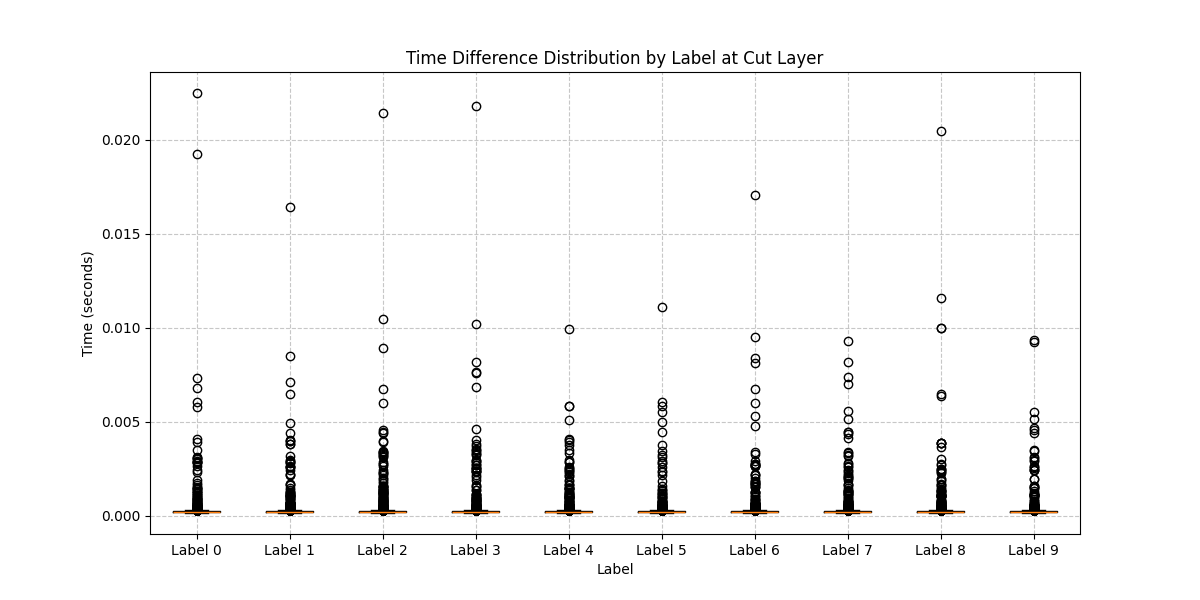 Time Difference Distribution by Label at Cut Layer
Time (seconds)
0.020
0.015
0.010
0.005
0.000
Label 0 Label 1 Label 2 Label 3 Label 4 Label 5 Label 6 Label 7 Label 8 Label 9
Label